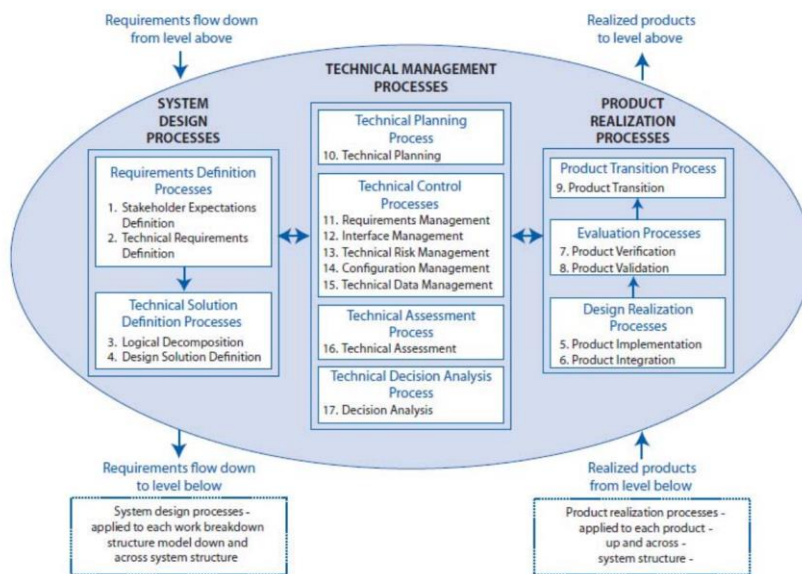 Requirements flow down
from level above
Realized products
to level above
TECHNICAL MANAGEMENT
PROCESSES
SYSTEM
DESIGN
PROCESSES
Requirements Definition
Processes
1. Stakeholder Expectations
Definition
2. Technical Requirements
Definition
Technical Solution
Definition Processes
3. Logical Decomposition
4. Design Solution Definition
Technical Planning
Process
10. Technical Planning
Technical Control
Processes
11. Requirements Management
12. Interface Management
13. Technical Risk Management
14. Configuration Management
15. Technical Data Management
Technical Assessment
Process
16. Technical Assessment
Technical Decision Analysis
Process
17. Decision Analysis
PRODUCT
REALIZATION
PROCESSES
Product Transition Process
9. Product Transition
Evaluation Processes
7. Product Verification
8. Product Validation
Design Realization
Processes
5. Product Implementation
6. Product Integration
Requirements flow down
to level below
Realized products
from level below
System design processes -
applied to each work breakdown
structure model down and
across system structure
Product realization processes -
applied to each product -
up and across -
system structure -